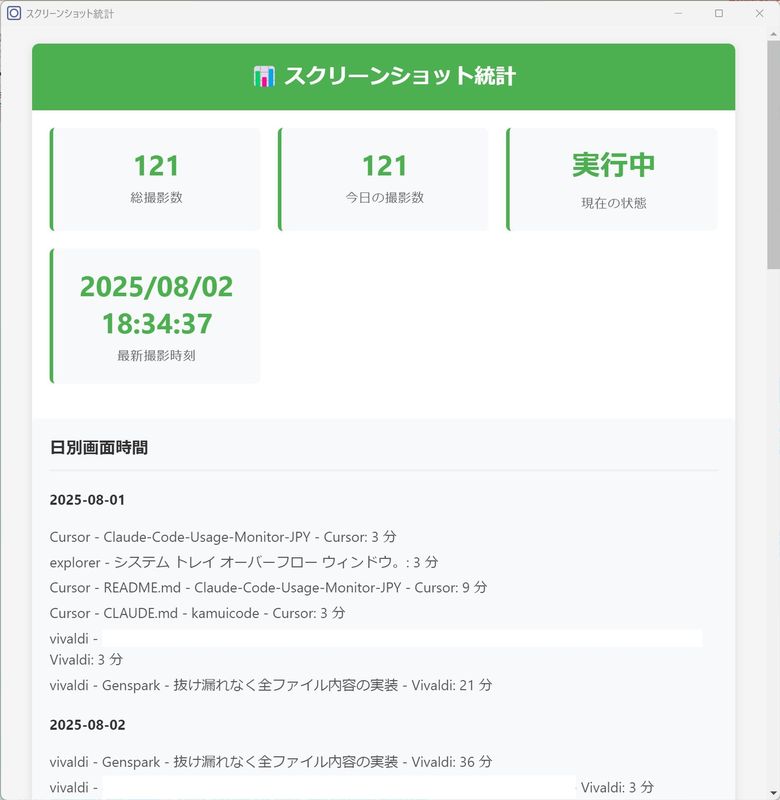 スクリーンショット統計
スクリーンショット統計
121
総撮影数
121
今日の撮影数
実行中
現在の状態
2025/08/02
18:34:37
最新撮影時刻
日別画面時間
2025-08-01
Cursor - Claude-Code-Usage-Monitor-JPY - Cursor: 3 分
explorer - システム トレイ オーバーフロー ウィンドウ。: 3 分
Cursor - README.md - Claude-Code-Usage-Monitor-JPY - Cursor: 9 分
Cursor - CLAUDE.md - kamuicode - Cursor: 3 分
vivaldi -
Vivaldi: 3 分
vivaldi - Genspark - 抜け漏れなく全ファイル内容の実装 - Vivaldi: 21 分
2025-08-02
vivaldi - Genspark - 抜け漏れなく全ファイル内容の実装 - Vivaldi: 36 分
vivaldi - Vivaldi: 3 分